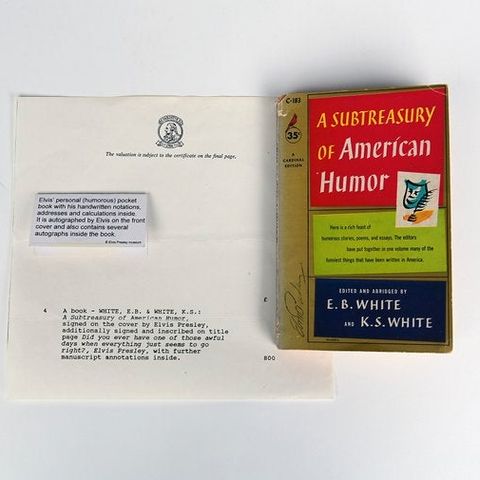 The valuation is subject to the certificate on the final page.
Elvis' personal (humorous) pocket
book with his handwritten notations,
addresses and calculations inside.
It is autographed by Elvis on the front
cover and also contains several
autographs inside the book.
© Elvis Presley museum
£
4 A book - WHITE, E.B. & WHITE, K.S.:
A Subtreasury of American Humor,
signed on the cover by Elvis Presley,
additionally signed and inscribed on title
page Did you ever have one of those awful
days when everything just seems to go
right?, Elvis Presley, with further
manuscript annotations inside. 800
C-183
35¢
A
CARDINAL
EDITION
A SUBTREASURY
OF American
Humor
Here is a rich feast of
humorous stories, poems, and essays. The editors
have put together in one volume many of the
funniest things that have been written in America.
EDITED AND ABRIDGED BY
E. B. WHITE
AND K. S. WHITE